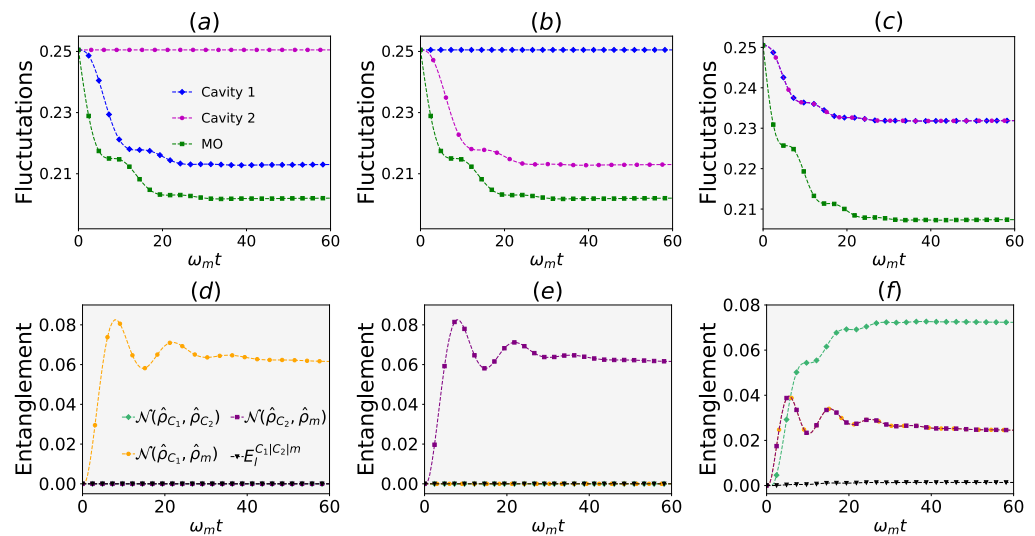 (a)
(b)
(c)
Fluctutations
0.25
0.23
0.21
Cavity 1
Cavity 2
MO
0 20 40 60
ω_m t
Fluctutations
0.25
0.23
0.21
0 20 40 60
ω_m t
Fluctutations
0.25
0.24
0.23
0.22
0.21
0 20 40 60
ω_m t
(d)
(e)
(f)
Entanglement
0.08
0.06
0.04
0.02
0.00
𝒩(ρ̂_{C_1}, ρ̂_{C_2})
𝒩(ρ̂_{C_2}, ρ̂_m)
𝒩(ρ̂_{C_1}, ρ̂_m)
E_l^{C_1|C_2|m}
0 20 40 60
ω_m t
Entanglement
0.08
0.06
0.04
0.02
0.00
0 20 40 60
ω_m t
Entanglement
0.08
0.06
0.04
0.02
0.00
0 20 40 60
ω_m t